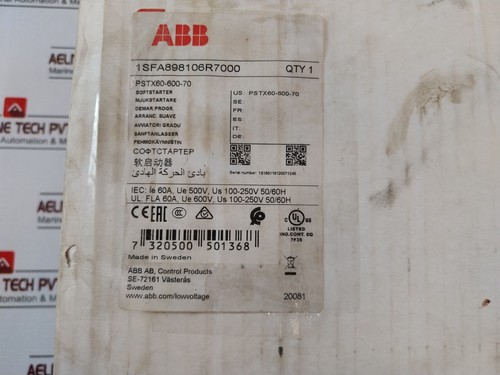 ABB
1SFA898106R7000 QTY 1
PSTX60-600-70
SOFTSTARTER
MJUKSTARTARE
DEMAR.PROGR.
ARRANC.SUAVE
AVVIATORI GRADU
SANFTANLASSER
PEHMOKÄYNNISTIN
СОФТСТАРТЕР
软启动器
بادئ الحركة الهادئ
US: PSTX60-600-70
SE:
FR:
ES:
IT:
DE:
IEC: Ie 60A, Ue 500V, Us 100-250V 50/60H
UL: FLA 60A, Ue 600V, Us 100-250V 50/60H
CE EAC CCC
UL LISTED
IND.CONT. EQ
7 320500 501368
Made in Sweden
ABB AB, Control Products
SE-72161 Västerås
Sweden
www.abb.com/lowvoltage
20081